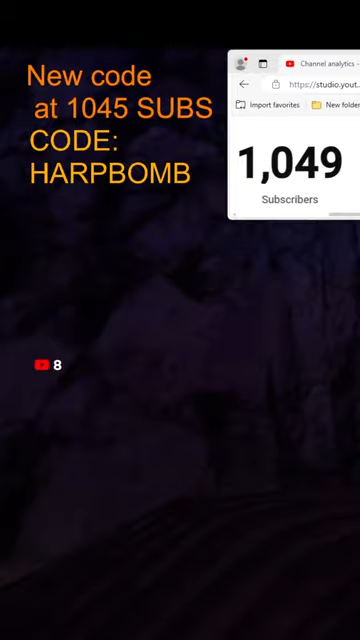 New code
at 1045 SUBS
CODE:
HARPBOMB
Channel analytics -
https://studio.yout...
Import favorites
New folder
1,049
Subscribers
8